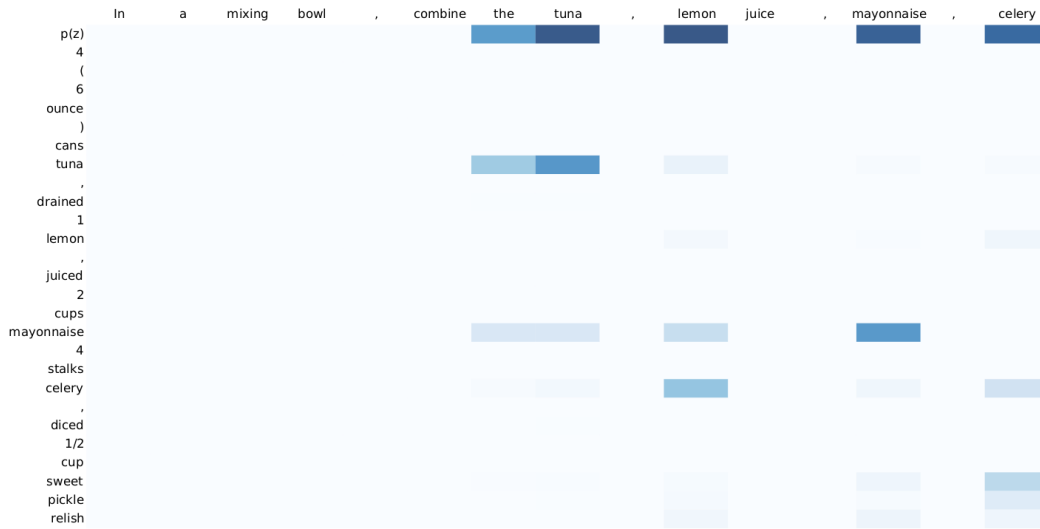 In a mixing bowl , combine the tuna , lemon juice , mayonnaise , celery
p(z)
4
(
6
ounce
)
cans
tuna
,
drained
1
lemon
,
juiced
2
cups
mayonnaise
4
stalks
celery
,
diced
1/2
cup
sweet
pickle
relish